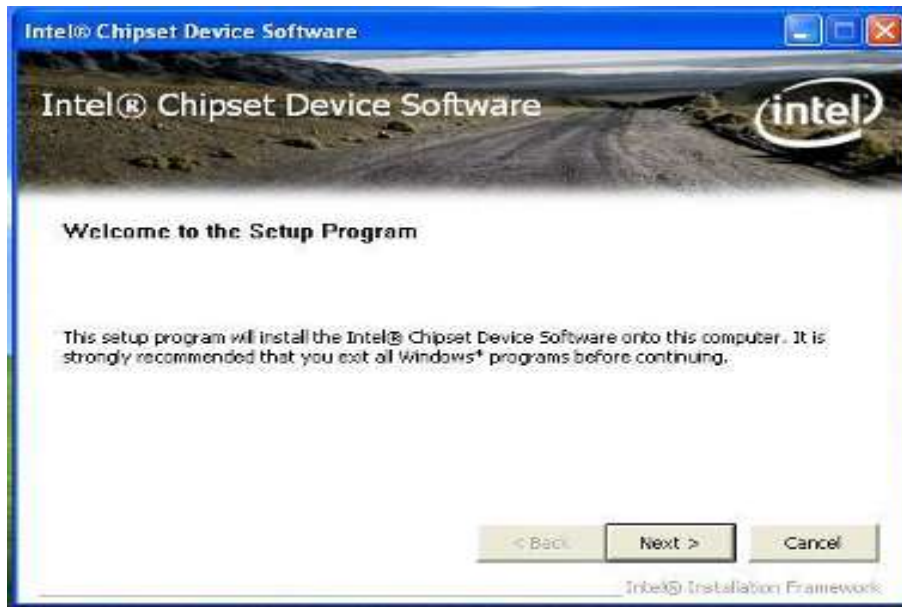 Intel® Chipset Device Software
Intel® Chipset Device Software
intel
Welcome to the Setup Program
This setup program will install the Intel® Chipset Device Software onto this computer. It is
strongly recommended that you exit all Windows* programs before continuing.
< Back
Next >
Cancel
Intel® Installation Framework